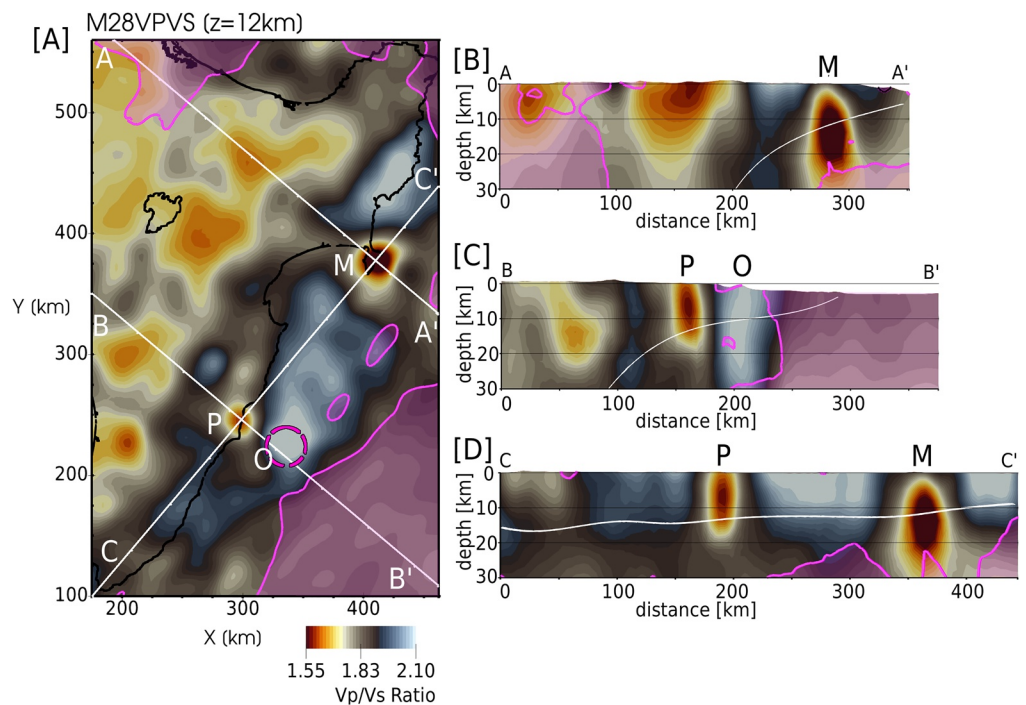 M28VPVS (z=12km)
[A]
A
500
400
Y (km)
300
200
100
B
C
C'
M
A'
P
O
B'
200 300 400
X (km)
1.55 1.83 2.10
Vp/Vs Ratio
[B]
A M A'
depth [km]
0
10
20
30
0 100 200 300
distance [km]
[C]
B P O B'
depth [km]
0
10
20
30
0 100 200 300
distance [km]
[D]
C P M C'
depth [km]
0
10
20
30
0 100 200 300 400
distance [km]